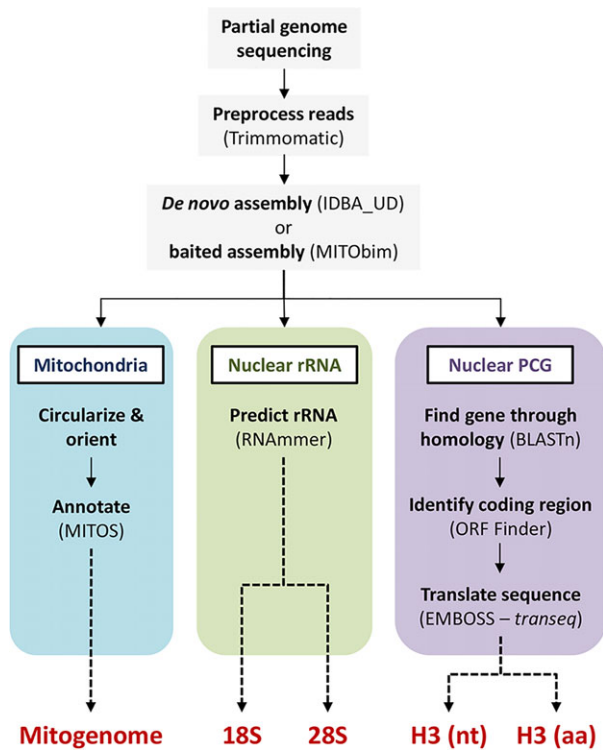 Partial genome
sequencing
Preprocess reads
(Trimmomatic)
De novo assembly (IDBA_UD)
or
baited assembly (MITObim)
Mitochondria
Circularize &
orient
Annotate
(MITOS)
Nuclear rRNA
Predict rRNA
(RNAmmer)
Nuclear PCG
Find gene through
homology (BLASTn)
Identify coding region
(ORF Finder)
Translate sequence
(EMBOSS – transeq)
Mitogenome
18S
28S
H3 (nt)
H3 (aa)